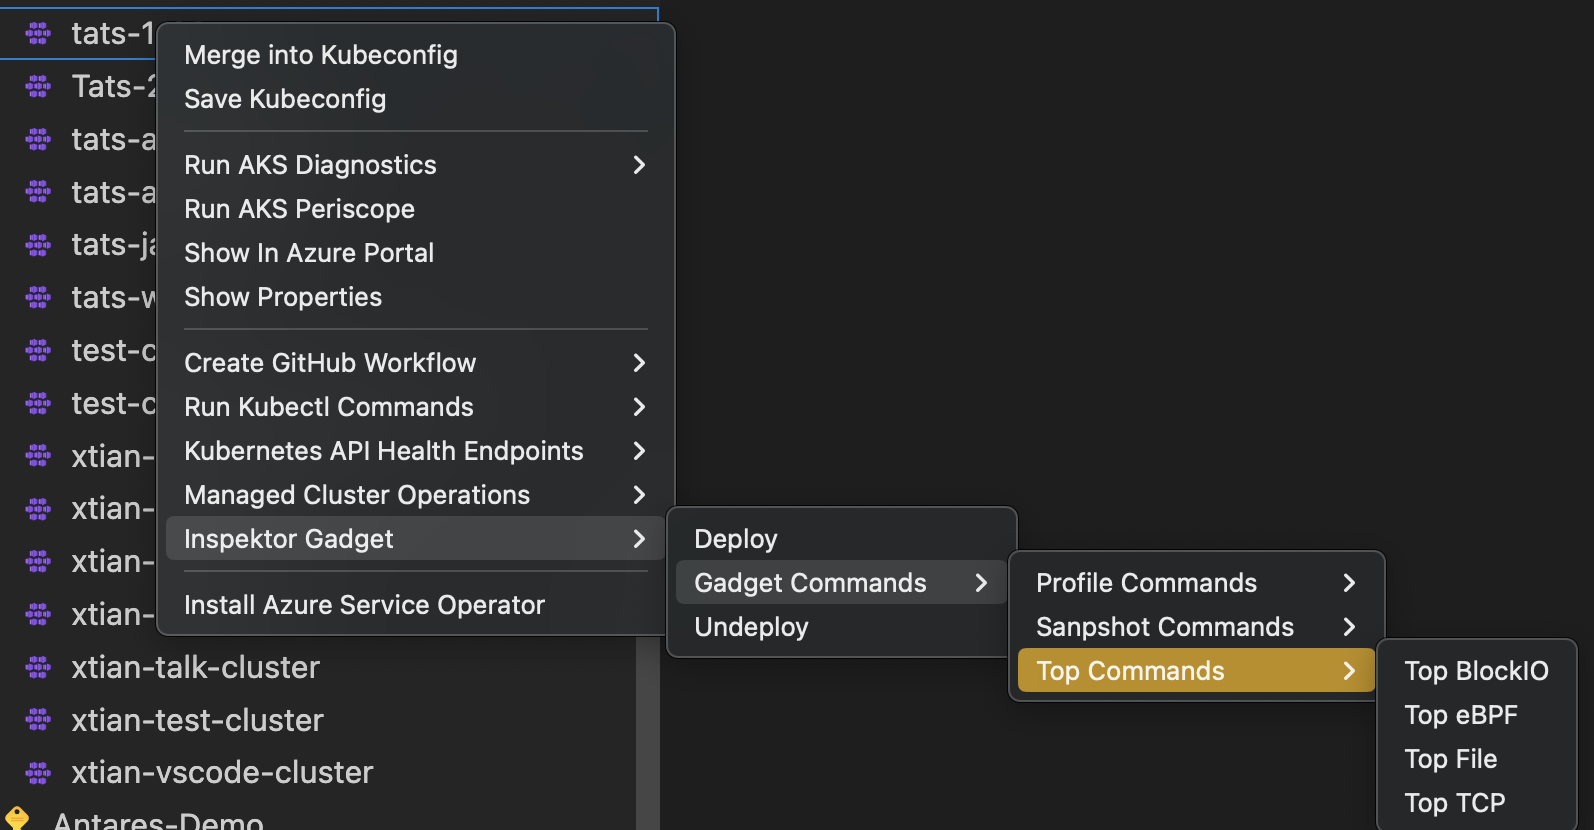 tats-1
Tats-2
tats-a
tats-a
tats-ja
tats-w
test-c
test-c
xtian-
xtian-
xtian-
xtian-
xtian-talk-cluster
xtian-test-cluster
xtian-vscode-cluster
Antares-Demo
Merge into Kubeconfig
Save Kubeconfig
Run AKS Diagnostics
Run AKS Periscope
Show In Azure Portal
Show Properties
Create GitHub Workflow
Run Kubectl Commands
Kubernetes API Health Endpoints
Managed Cluster Operations
Inspektor Gadget
Install Azure Service Operator
Deploy
Gadget Commands
Undeploy
Profile Commands
Sanpshot Commands
Top Commands
Top BlockIO
Top eBPF
Top File
Top TCP